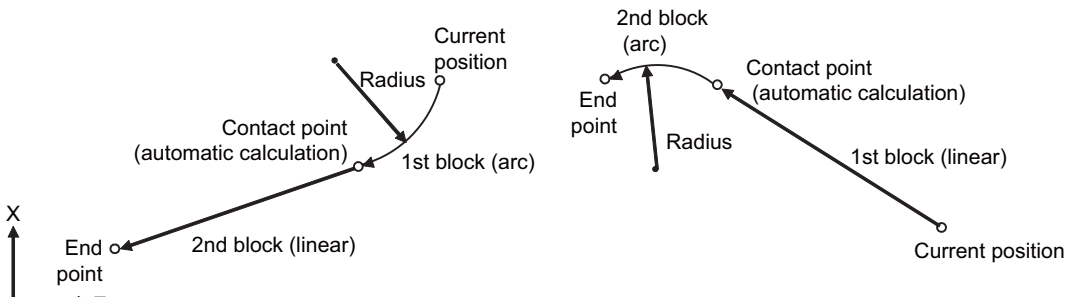 Current
position
Radius
Contact point
(automatic calculation)
1st block (arc)
X
End
point
2nd block (linear)
2nd block
(arc)
Contact point
(automatic calculation)
End
point
Radius
1st block (linear)
Current position